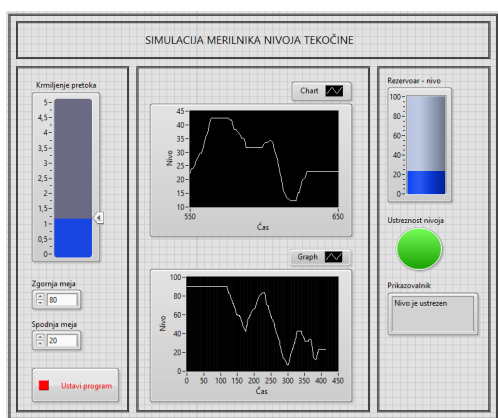 SIMULACIJA MERILNIKA NIVOJA TEKOČINE
Krmiljenje pretoka
5-
4,5-
4-
3,5-
3-
2,5-
2-
1,5-
1-
0,5-
0-
Zgornja meja
80
Spodnja meja
20
Ustavi program
Chart
45-
40-
35-
30-
25-
20-
15-
10-
Nivo
550 650
Čas
Graph
100-
80-
60-
40-
20-
0-
Nivo
0 50 100 150 200 250 300 350 400 450
Čas
Rezervoar - nivo
100-
80-
60-
40-
20-
0-
Ustreznost nivoja
Prikazovalnik
Nivo je ustrezen